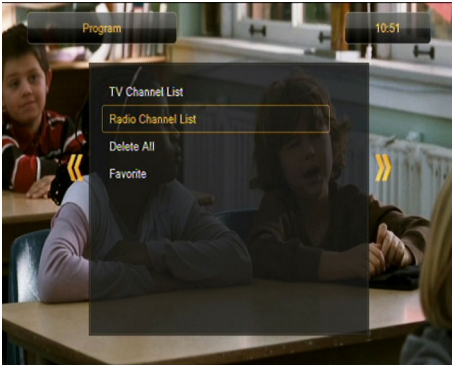 Program
10:51
TV Channel List
Radio Channel List
Delete All
Favorite